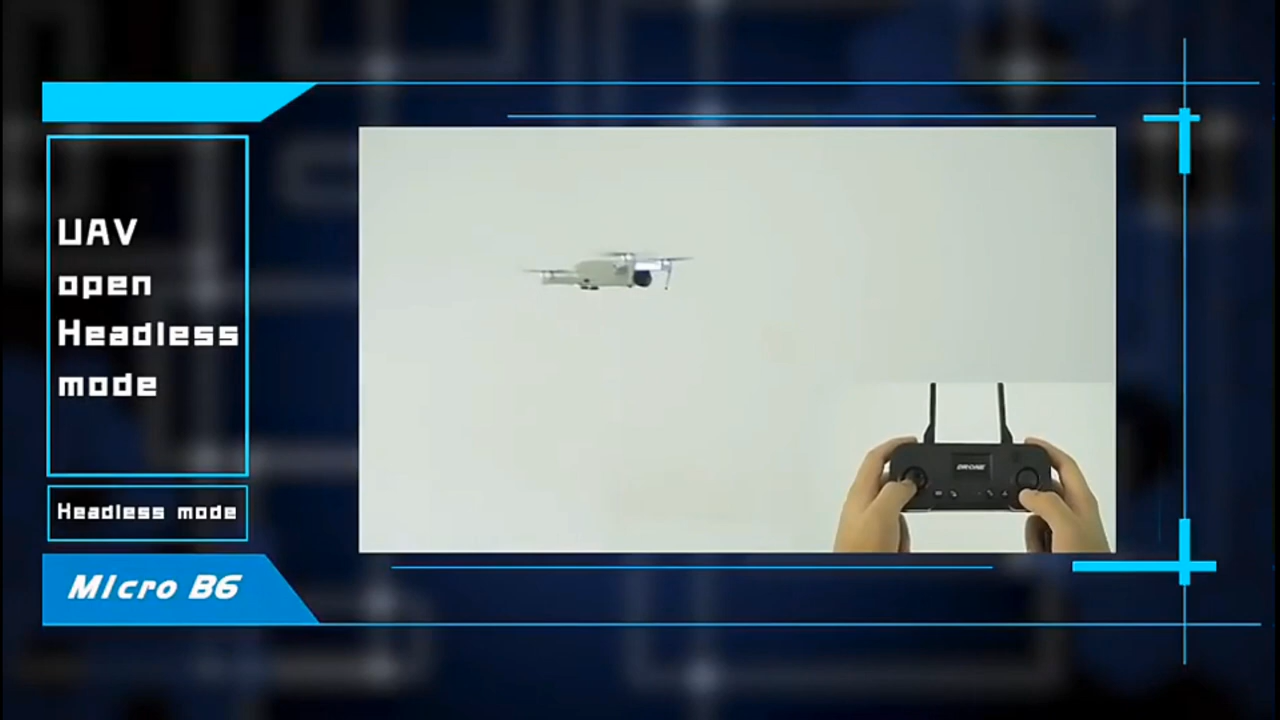 UAV
open
Headless
mode
Headless mode
Micro B6
DRONE